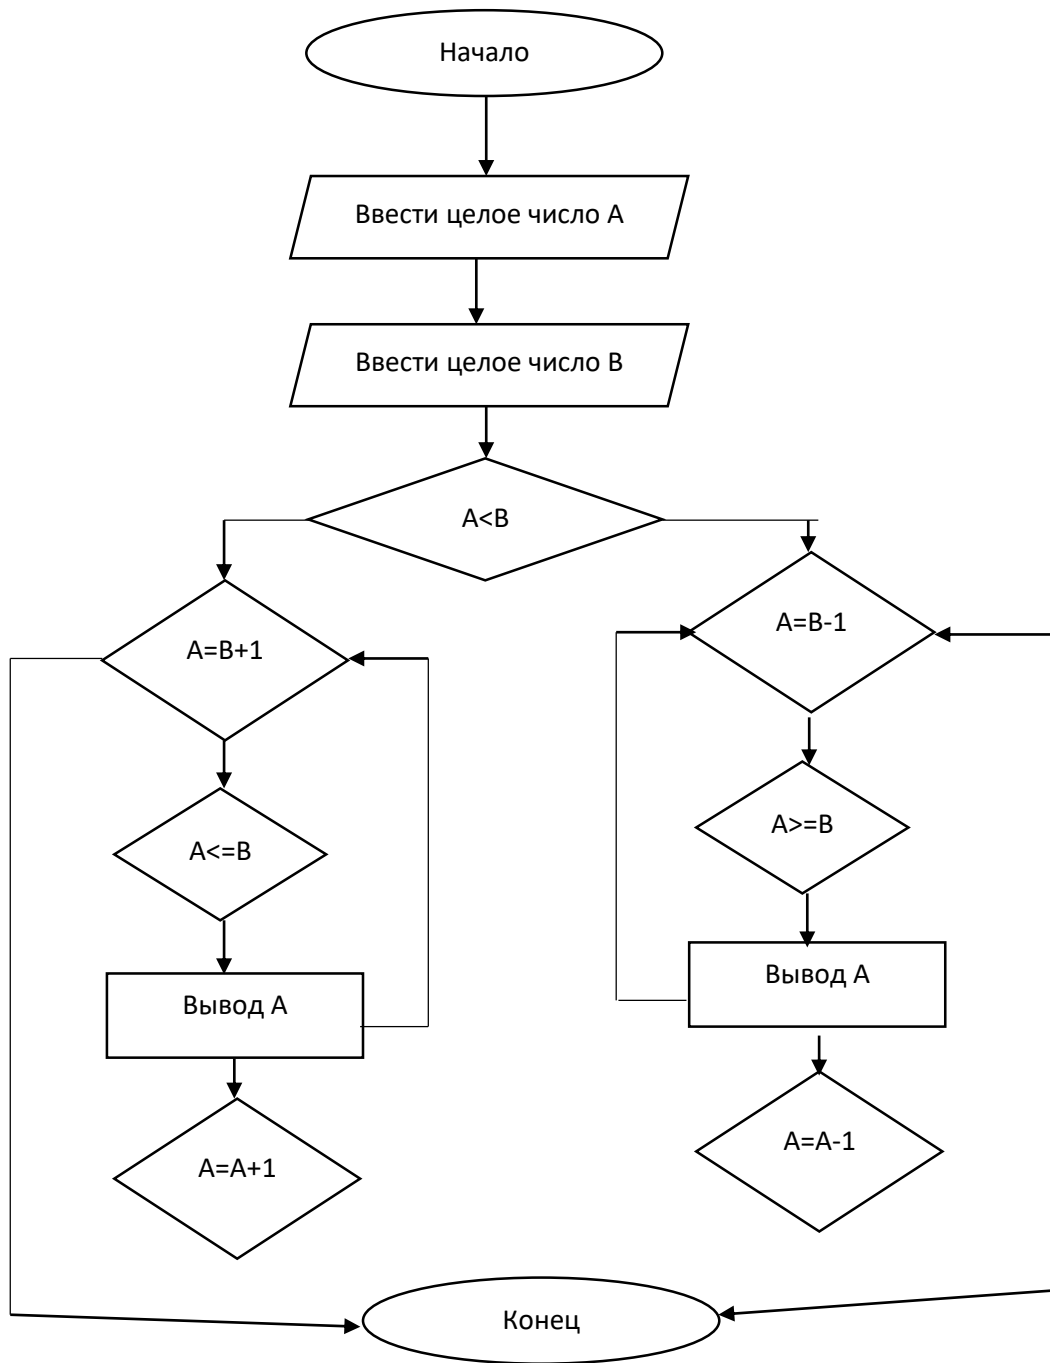 Начало
Ввести целое число А
Ввести целое число В
A<B
A=B+1
A=B-1
A<=B
A>=B
Вывод А
Вывод А
A=A+1
A=A-1
Конец